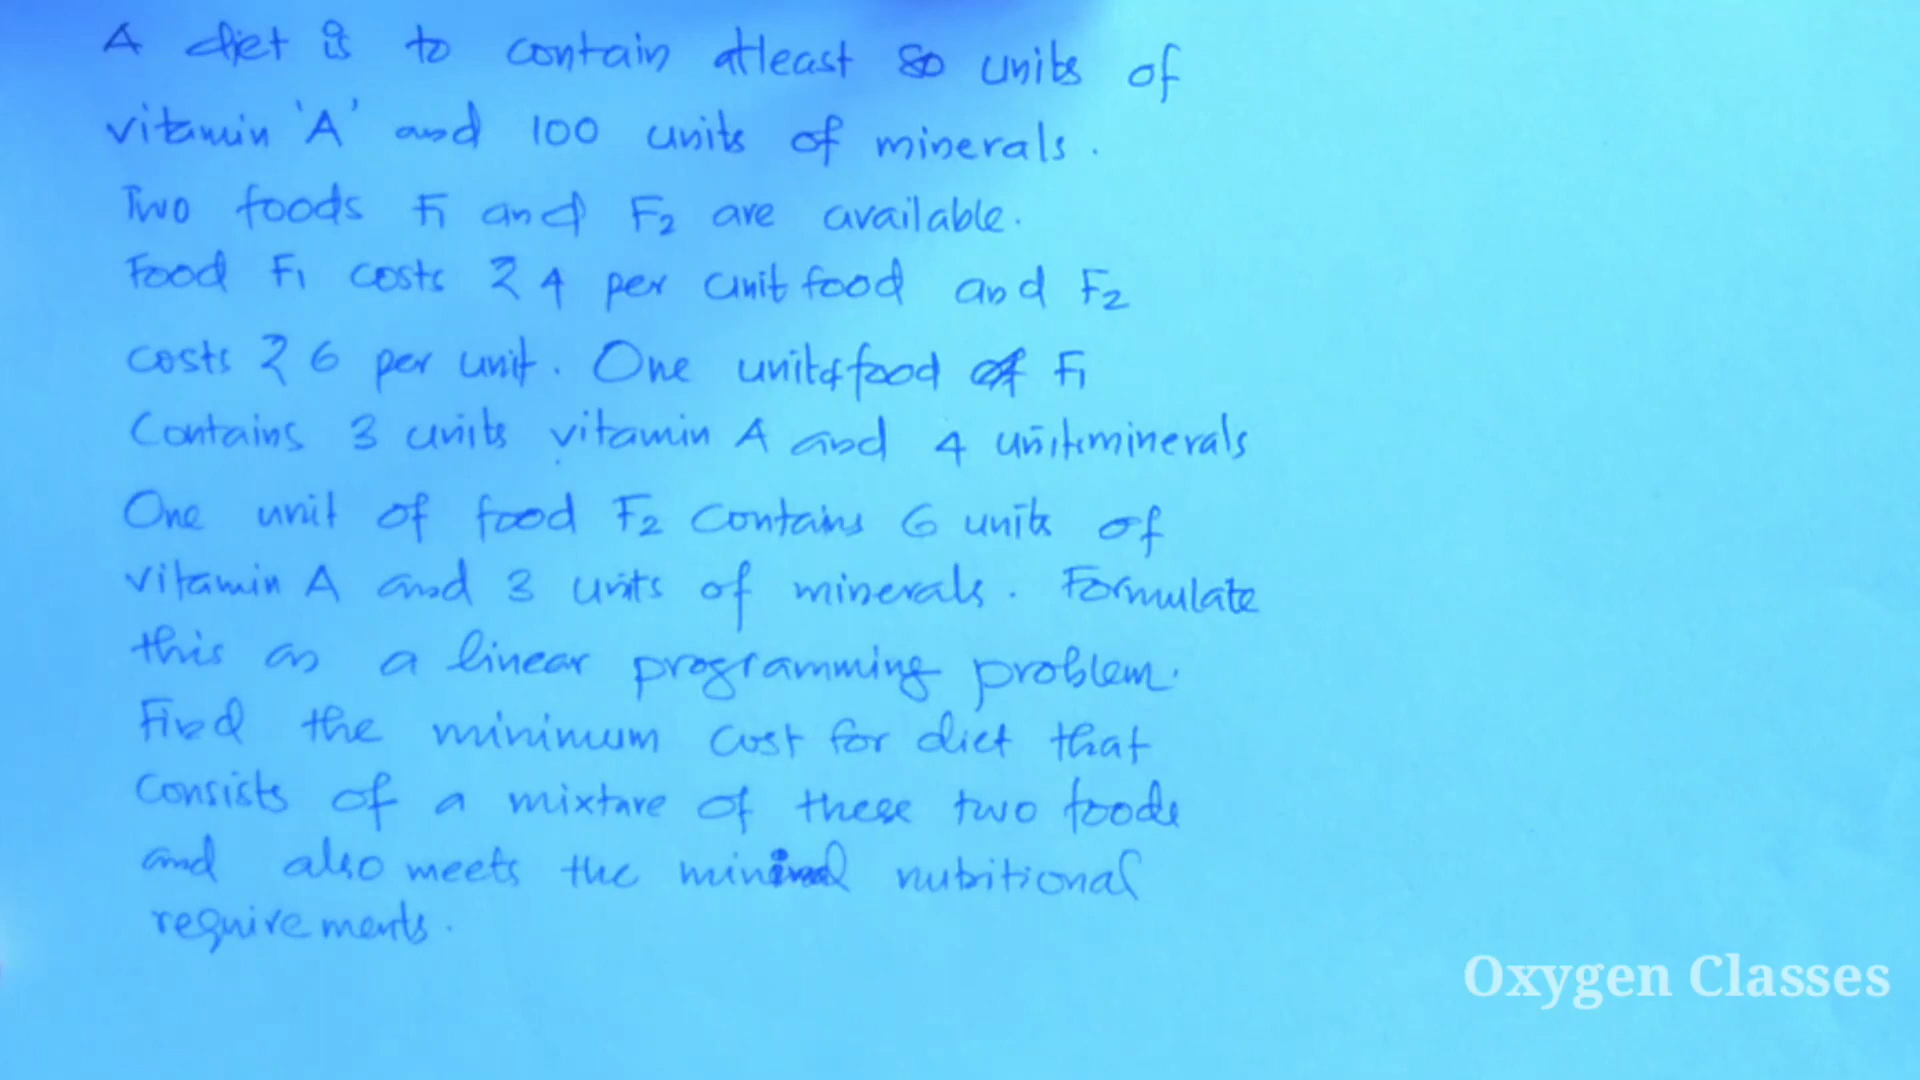 A diet is to contain atleast 80 units of
vitamin 'A' and 100 units of minerals.
Two foods F1 and F2 are available.
Food F1 costs ₹ 4 per unit food and F2
costs ₹ 6 per unit. One unit of food of F1
Contains 3 units vitamin A and 4 units minerals
One unit of food F2 contains 6 units of
vitamin A and 3 units of minerals. Formulate
this as a linear programming problem.
Find the minimum cost for diet that
consists of a mixture of these two foods
and also meets the nutritional
requirements.
Oxygen Classes